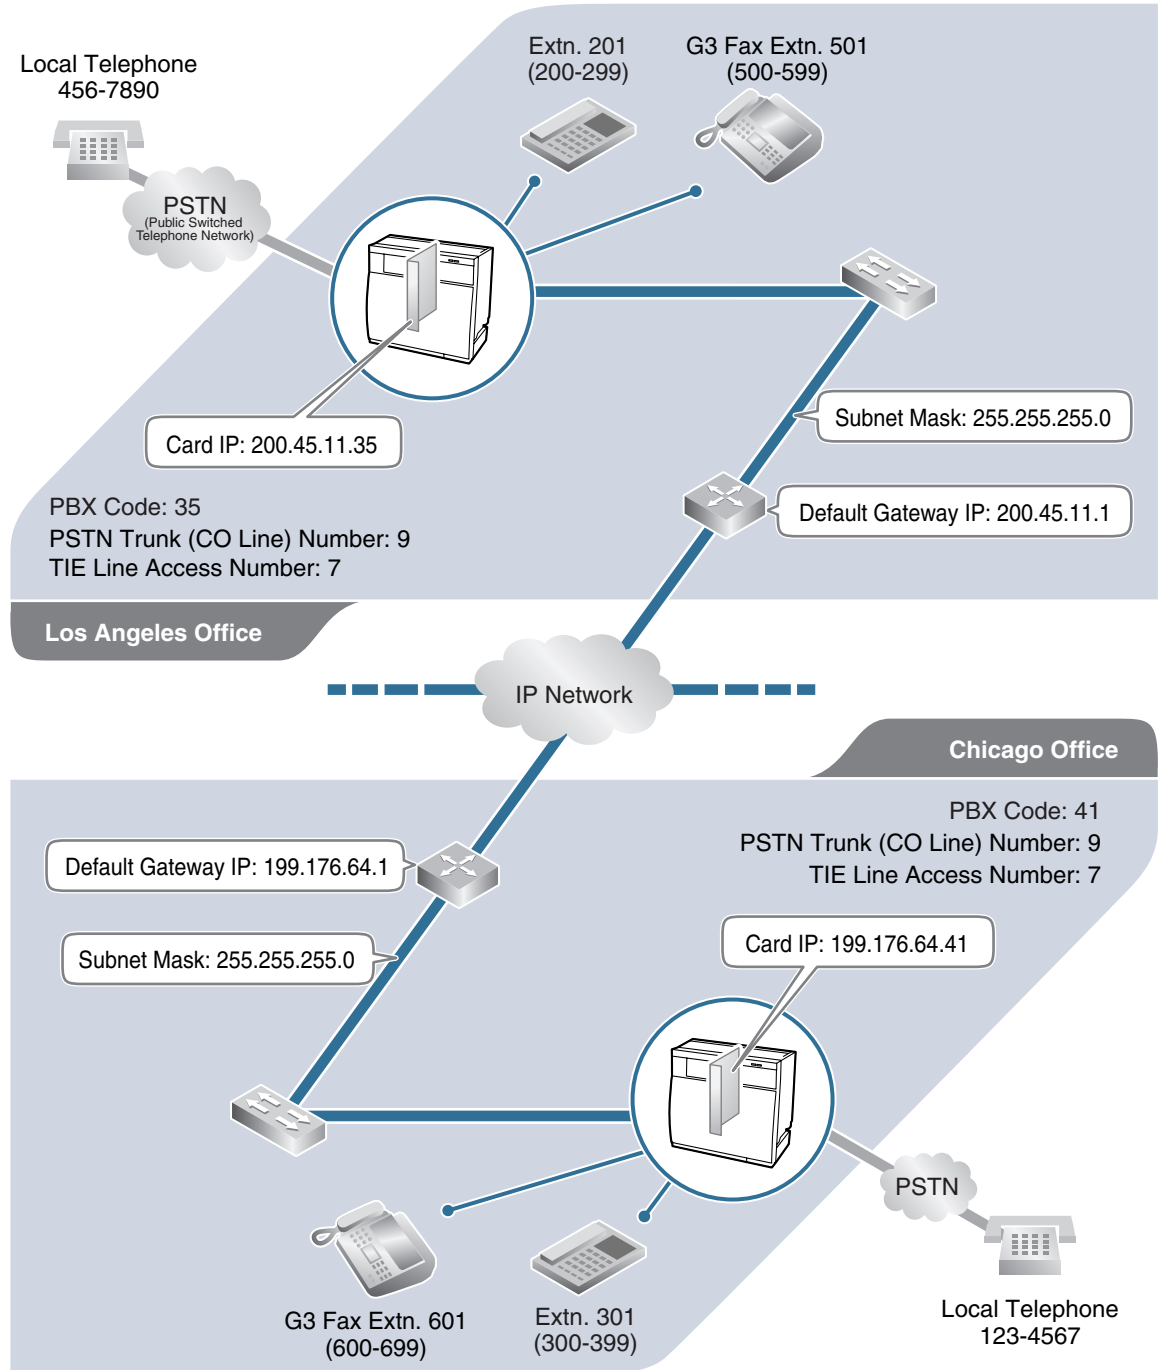 Local Telephone
456-7890
Extn. 201
(200-299)
G3 Fax Extn. 501
(500-599)
PSTN
(Public Switched
Telephone Network)
Card IP: 200.45.11.35
Subnet Mask: 255.255.255.0
Default Gateway IP: 200.45.11.1
PBX Code: 35
PSTN Trunk (CO Line) Number: 9
TIE Line Access Number: 7
Los Angeles Office
IP Network
Chicago Office
PBX Code: 41
PSTN Trunk (CO Line) Number: 9
TIE Line Access Number: 7
Default Gateway IP: 199.176.64.1
Subnet Mask: 255.255.255.0
Card IP: 199.176.64.41
PSTN
G3 Fax Extn. 601
(600-699)
Extn. 301
(300-399)
Local Telephone
123-4567